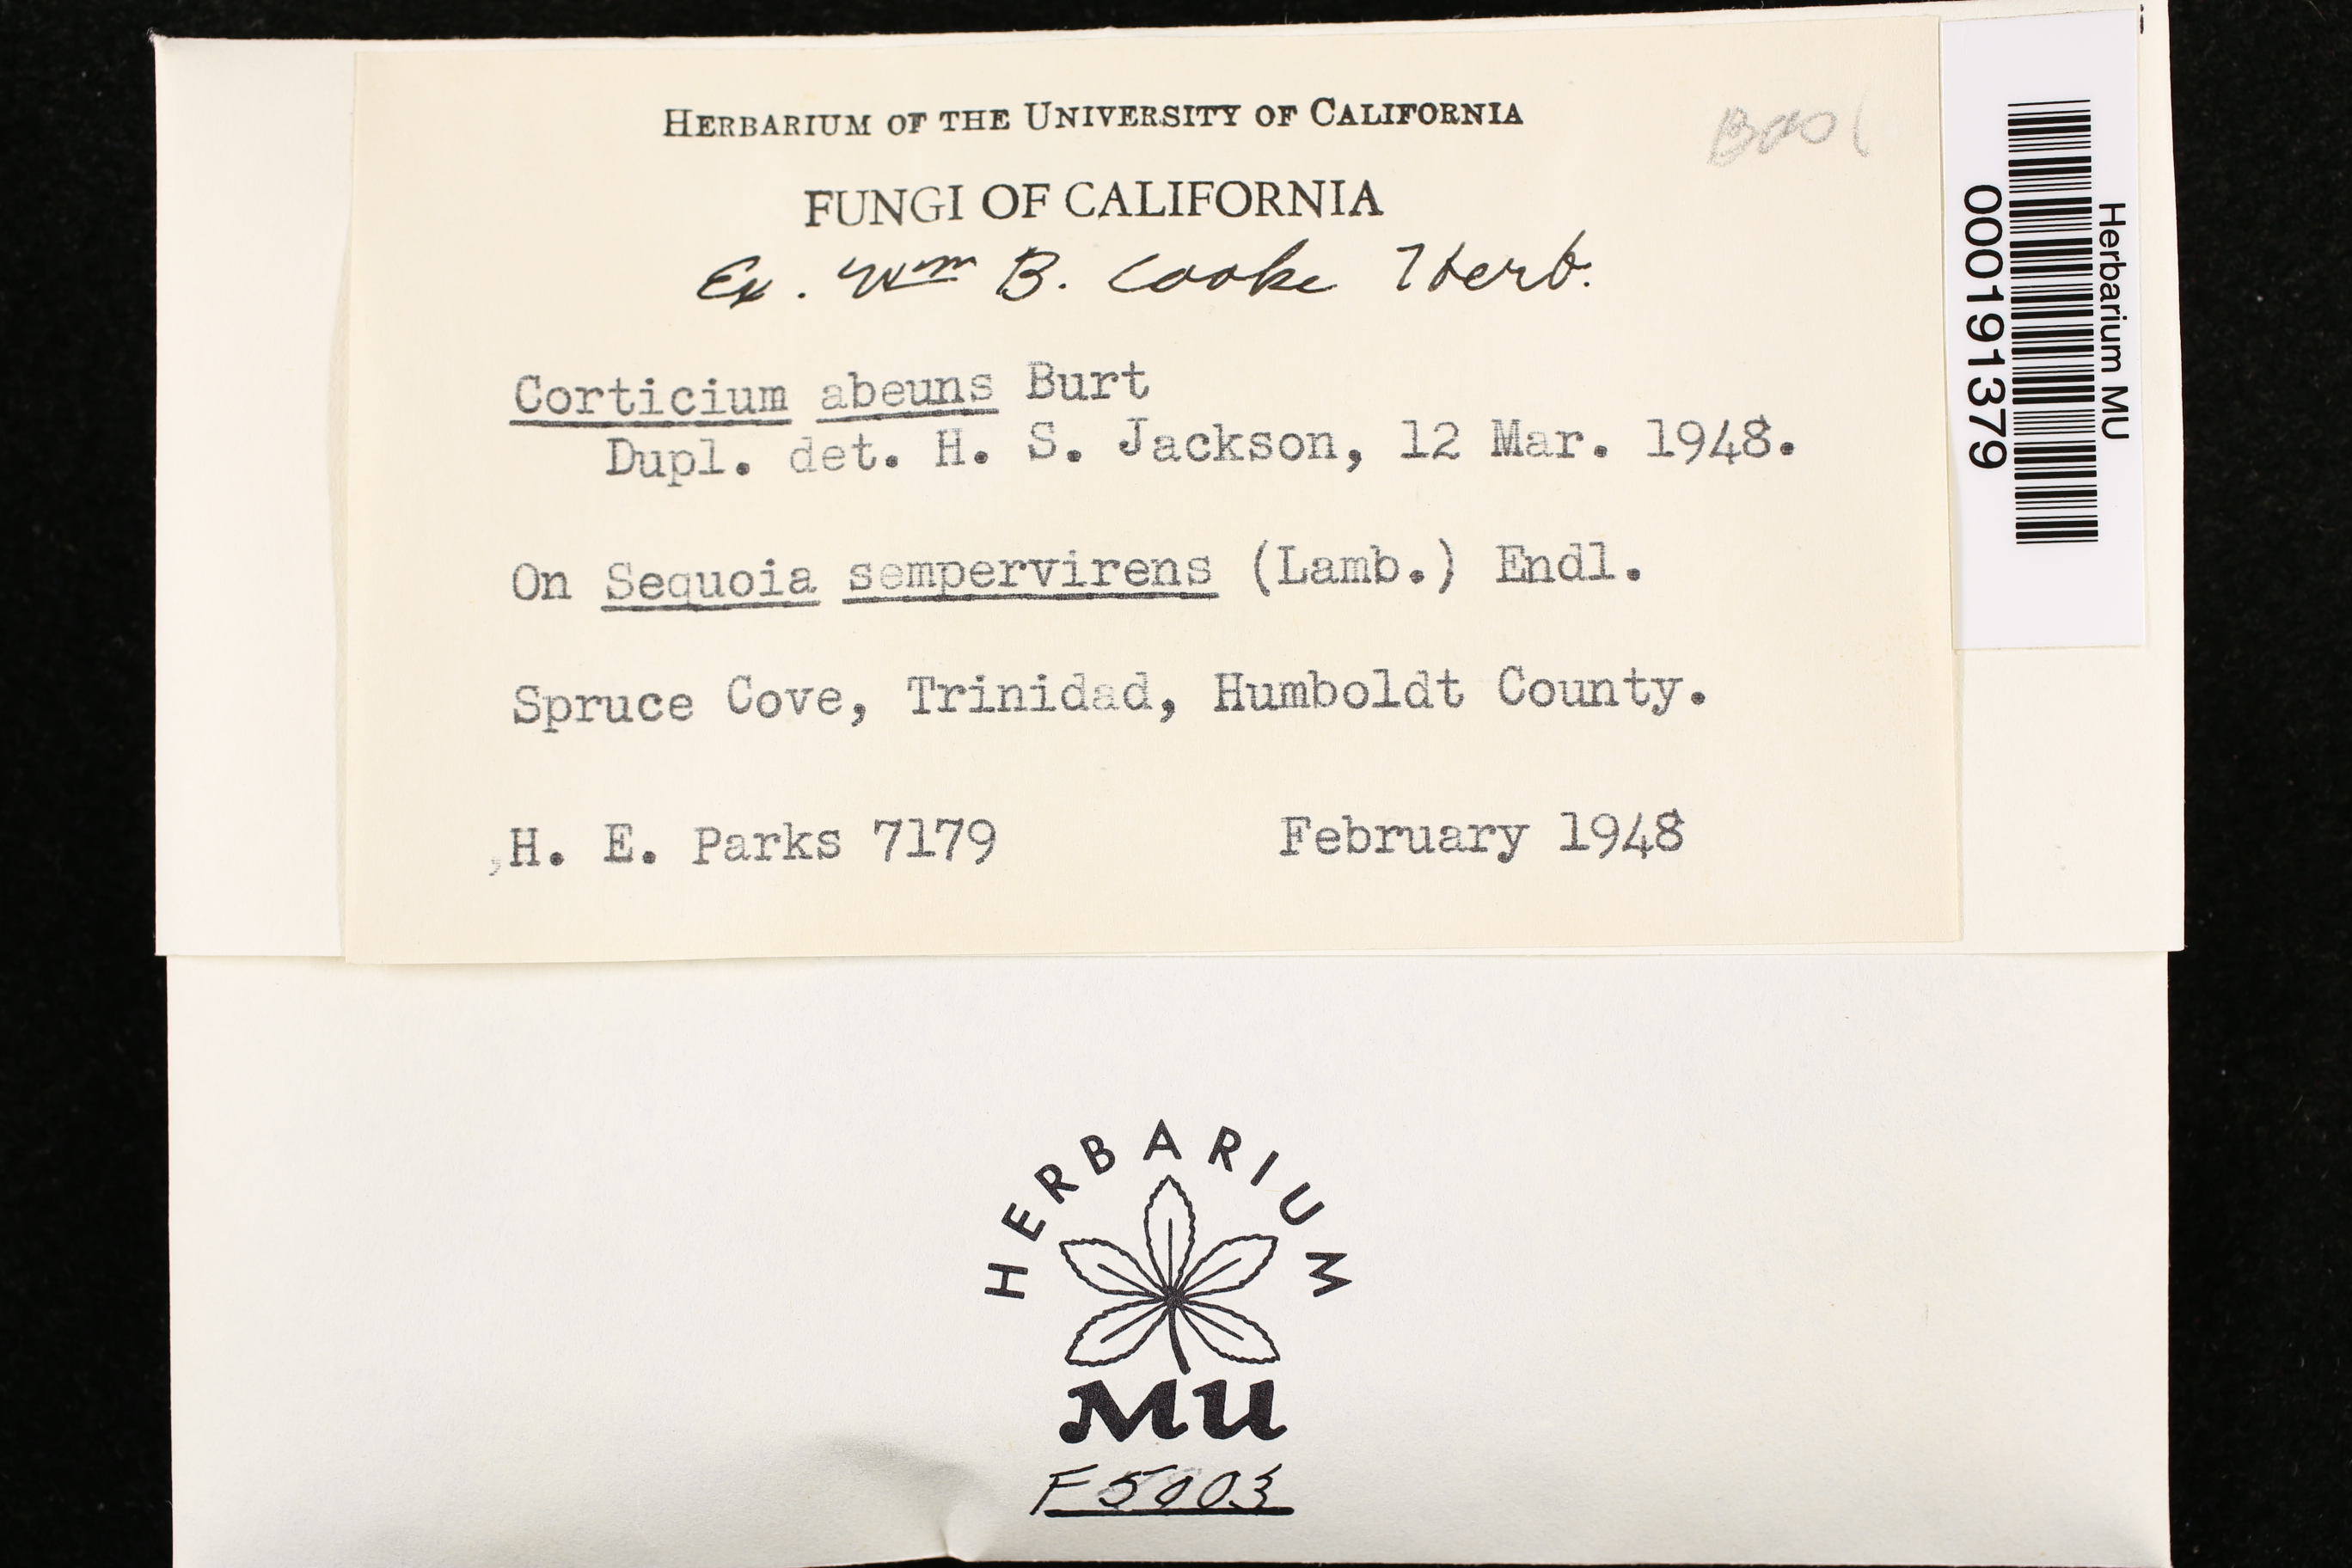 HERBARIUM OF THE UNIVERSITY OF CALIFORNIA
FUNGI OF CALIFORNIA
Ex. Wm B. Cooke Herb.
Corticium abeuns Burt
Dupl. det. H. S. Jackson, 12 Mar. 1948.
On Sequoia sempervirens (Lamb.) Endl.
Spruce Cove, Trinidad, Humboldt County.
,H. E. Parks 7179 February 1948
Herbarium MU
000191379
HERBARIUM
MU
F5003